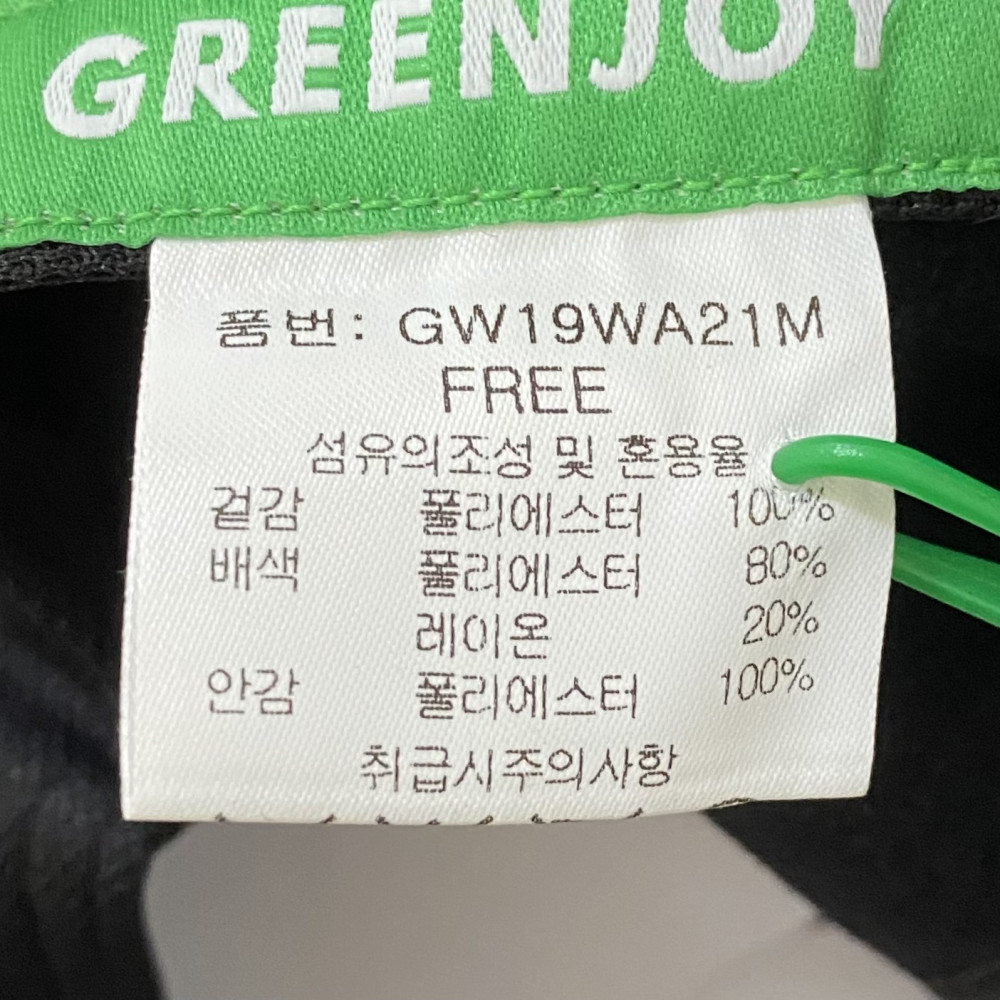 GREENJOY
품번: GW19WA21M
FREE
섬유의조성 및 혼용율
겉감 폴리에스터 100%
배색 폴리에스터 80%
레이온 20%
안감 폴리에스터 100%
취급시주의사항